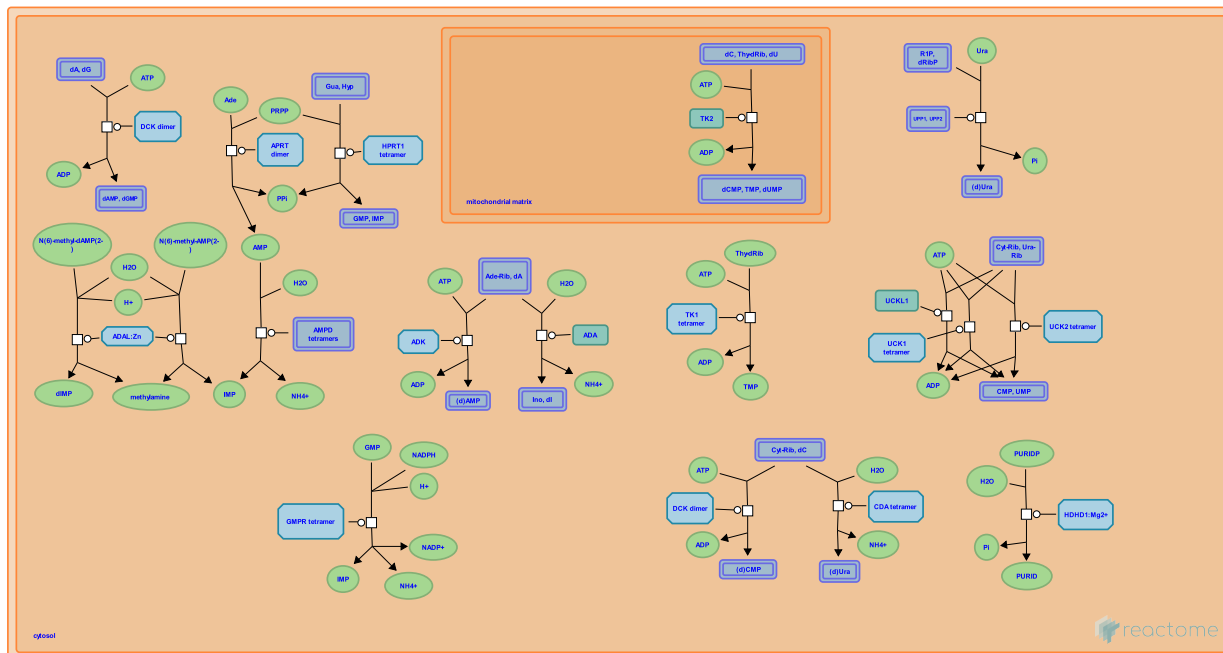 dA, dG
ATP
DCK dimer
ADP
dAMP, dGMP
Ade
PRPP
Gua, Hyp
APRT
dimer
HPRT1
tetramer
PPi
GMP, IMP
dC, ThydRib, dU
ATP
TK2
ADP
dCMP, TMP, dUMP
mitochondrial matrix
R1P,
dRibP
Ura
UPP1, UPP2
Pi
(d)Ura
N(6)-methyl-dAMP(2-
)
N(6)-methyl-AMP(2-
)
H2O
H+
ADAL:Zn
dIMP
methylamine
AMP
H2O
AMPD
tetramers
IMP
NH4+
ATP
Ade-Rib, dA
H2O
ADK
ADA
ADP
(d)AMP
Ino, dI
NH4+
ThydRib
ATP
TK1
tetramer
ADP
TMP
ATP
Cyt-Rib, Ura-
Rib
UCKL1
UCK1
tetramer
UCK2 tetramer
ADP
CMP, UMP
GMP
NADPH
H+
GMPR tetramer
NADP+
IMP
NH4+
Cyt-Rib, dC
ATP
H2O
DCK dimer
CDA tetramer
ADP
NH4+
(d)CMP
(d)Ura
PURIDP
H2O
HDHD1:Mg2+
Pi
PURID
cytosol
reactome